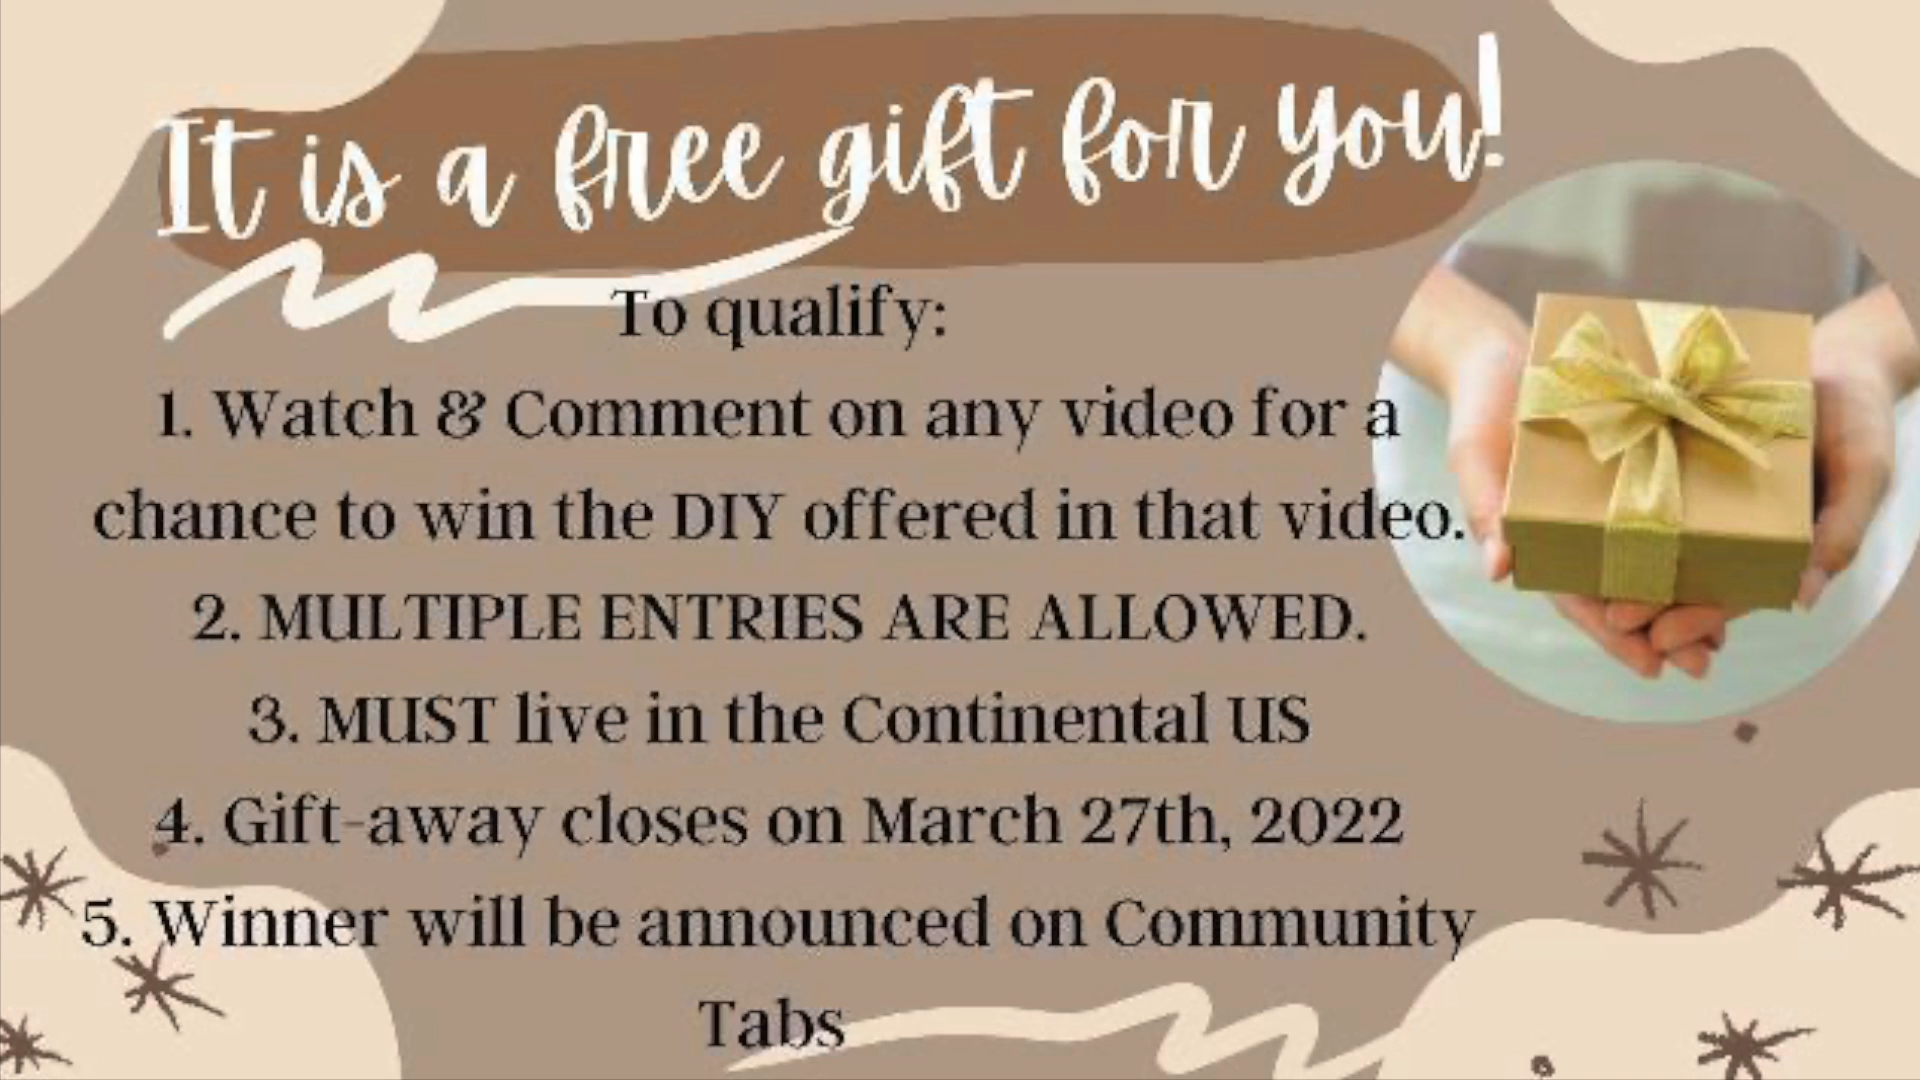 It is a free gift for you!
To qualify:
1. Watch & Comment on any video for a
chance to win the DIY offered in that video.
2. MULTIPLE ENTRIES ARE ALLOWED.
3. MUST live in the Continental US
4. Gift-away closes on March 27th, 2022
5. Winner will be announced on Community
Tabs